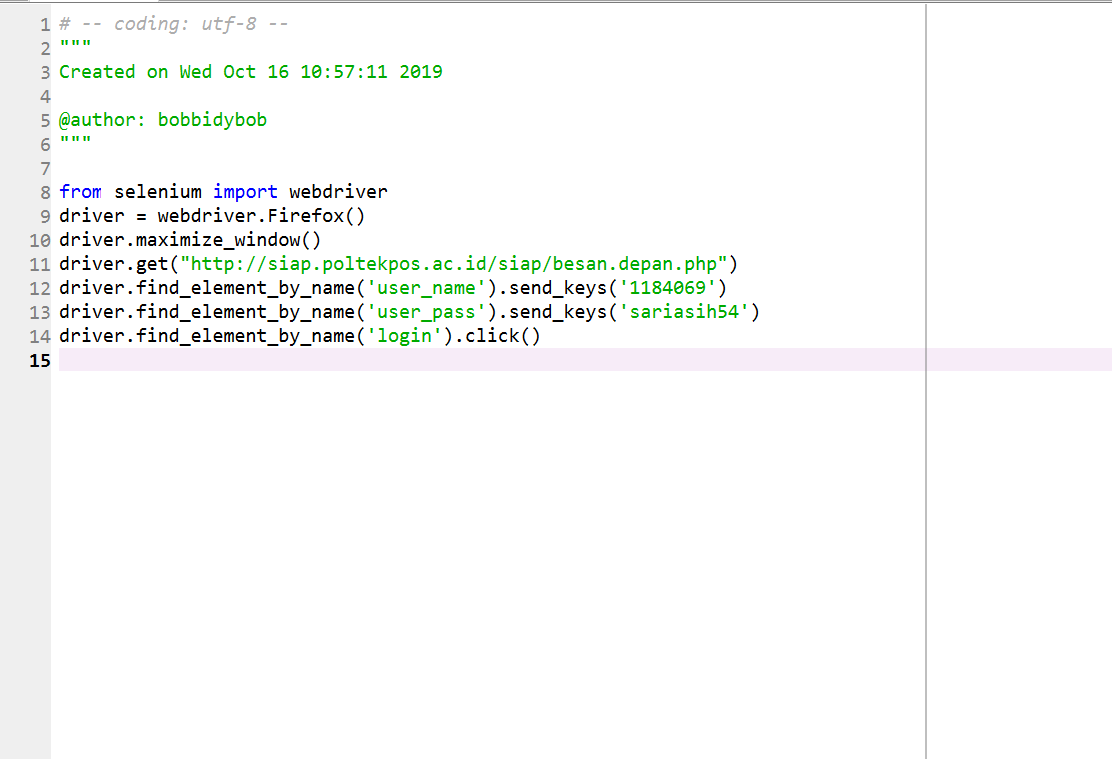 1 # -- coding: utf-8 --
2 """
3 Created on Wed Oct 16 10:57:11 2019
4
5 @author: bobbidybob
6 """
7
8 from selenium import webdriver
9 driver = webdriver.Firefox()
10 driver.maximize_window()
11 driver.get("http://siap.poltekpos.ac.id/siap/besan.depan.php")
12 driver.find_element_by_name('user_name').send_keys('1184069')
13 driver.find_element_by_name('user_pass').send_keys('sariasih54')
14 driver.find_element_by_name('login').click()
15